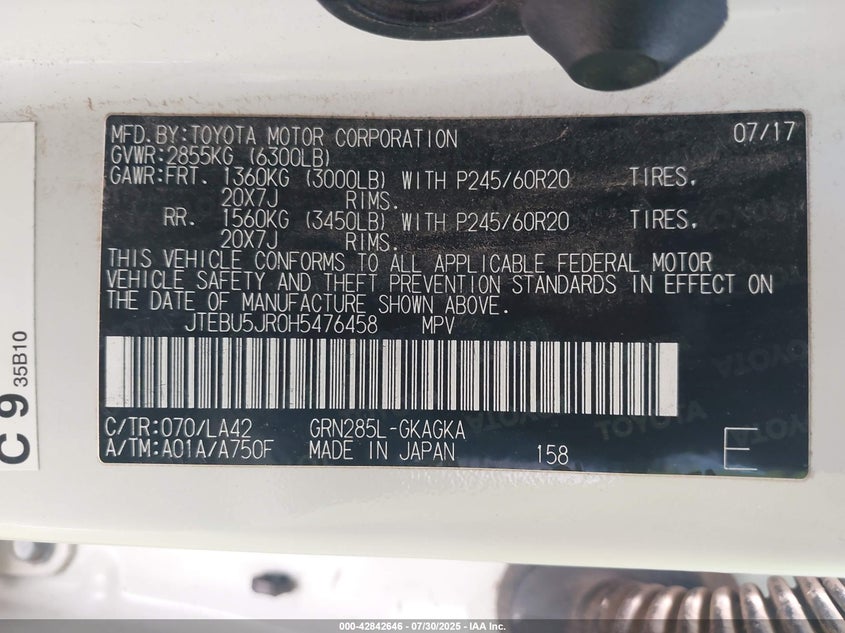 MFD.BY:TOYOTA MOTOR CORPORATION 07/17
GVWR:2855KG (6300LB)
GAWR:FRT. 1360KG (3000LB) WITH P245/60R20 TIRES.
20X7J RIMS.
RR. 1560KG (3450LB) WITH P245/60R20 TIRES.
20X7J RIMS.
THIS VEHICLE CONFORMS TO ALL APPLICABLE FEDERAL MOTOR
VEHICLE SAFETY AND THEFT PREVENTION STANDARDS IN EFFECT ON
THE DATE OF MANUFACTURE SHOWN ABOVE.
JTEBU5JR0H5476458 MPV
C/TR:070/LA42 GRN285L-GKAGKA
A/TM:A01A/A750F MADE IN JAPAN 158 E
C 9 35B10
TOYOTA
000-42842646 - 07/30/2025 - IAA Inc.